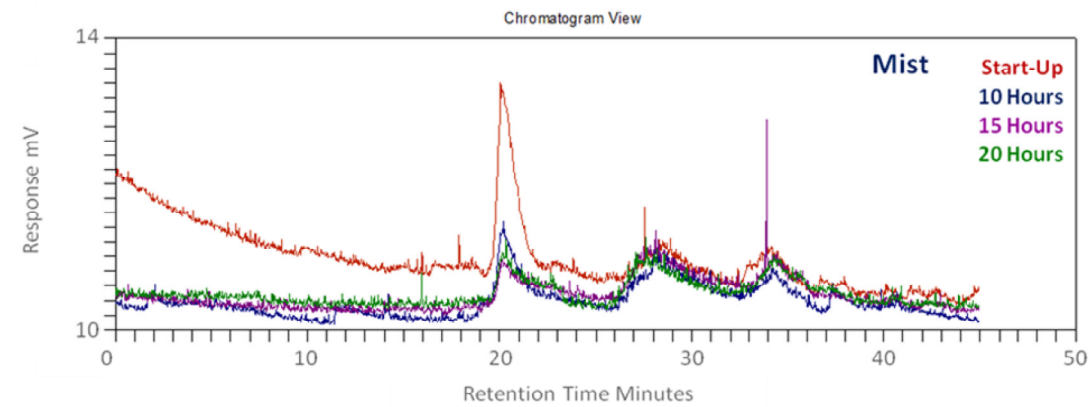 Chromatogram View
14
Mist
Start-Up
10 Hours
15 Hours
20 Hours
Response mV
10
0 10 20 30 40 50
Retention Time Minutes